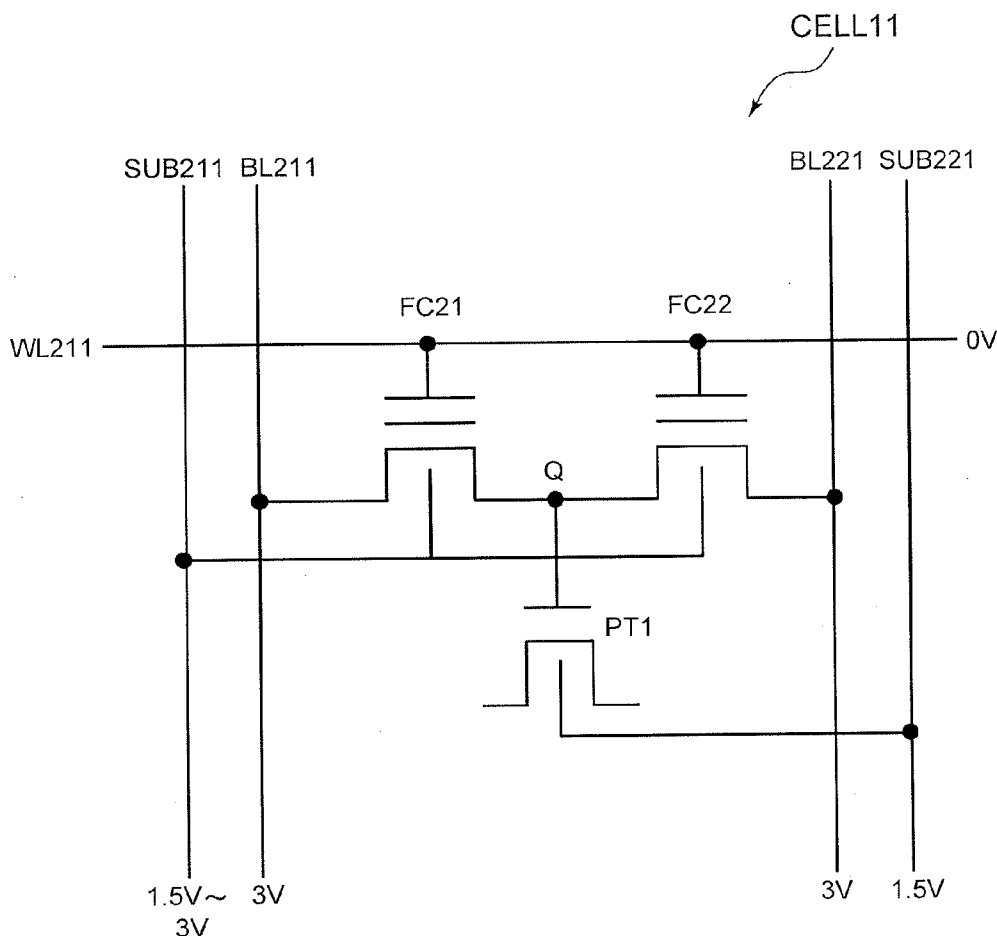 CELL11
SUB211 BL211 BL221 SUB221
FC21 FC22
WL211 0V
Q
PT1
1.5V~ 3V 3V 1.5V
3V